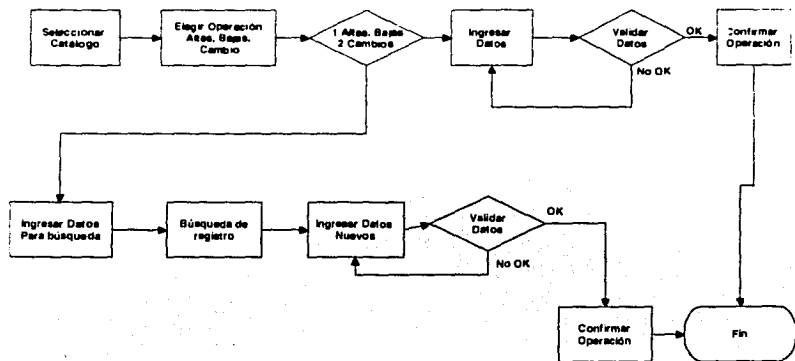 Seleccionar
Catálogo
Elegir Operación
Altas, Bajas,
Cambio
1 Altas, Bajas
2 Cambios
Ingresar
Datos
Validar
Datos
OK
No OK
Confirmar
Operación
Ingresar Datos
Para búsqueda
Búsqueda de
registro
Ingresar Datos
Nuevos
Validar
Datos
OK
No OK
Confirmar
Operación
Fin